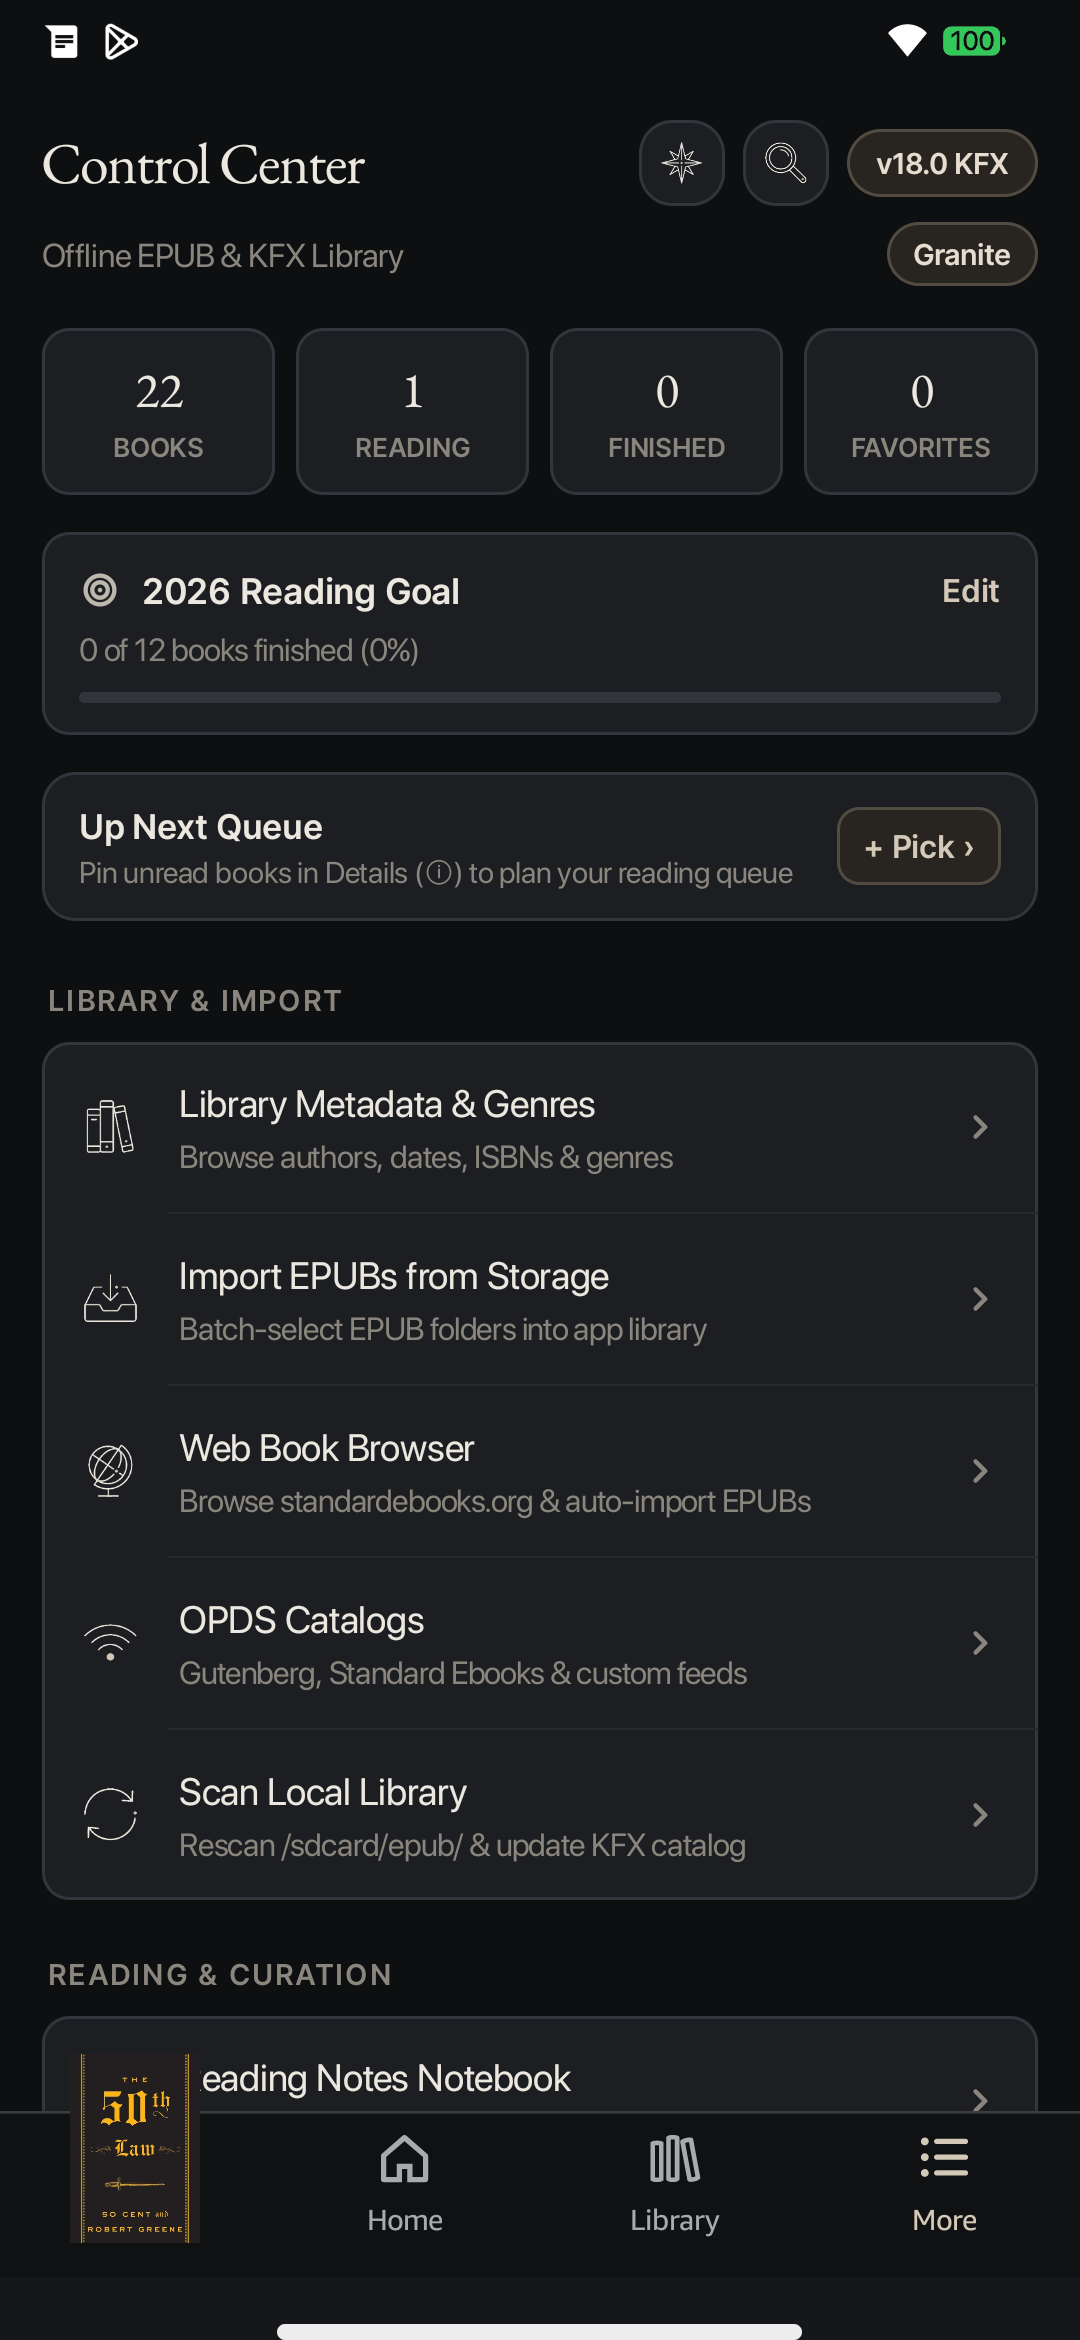 100
Control Center
v18.0 KFX
Offline EPUB & KFX Library
Granite
22
BOOKS
1
READING
0
FINISHED
0
FAVORITES
2026 Reading Goal
Edit
0 of 12 books finished (0%)
Up Next Queue
Pin unread books in Details (ⓘ) to plan your reading queue
+ Pick ›
LIBRARY & IMPORT
Library Metadata & Genres
Browse authors, dates, ISBNs & genres
Import EPUBs from Storage
Batch-select EPUB folders into app library
Web Book Browser
Browse standardebooks.org & auto-import EPUBs
OPDS Catalogs
Gutenberg, Standard Ebooks & custom feeds
Scan Local Library
Rescan /sdcard/epub/ & update KFX catalog
READING & CURATION
eading Notes Notebook
THE
50th
Law
50 CENT and
ROBERT GREENE
Home
Library
More